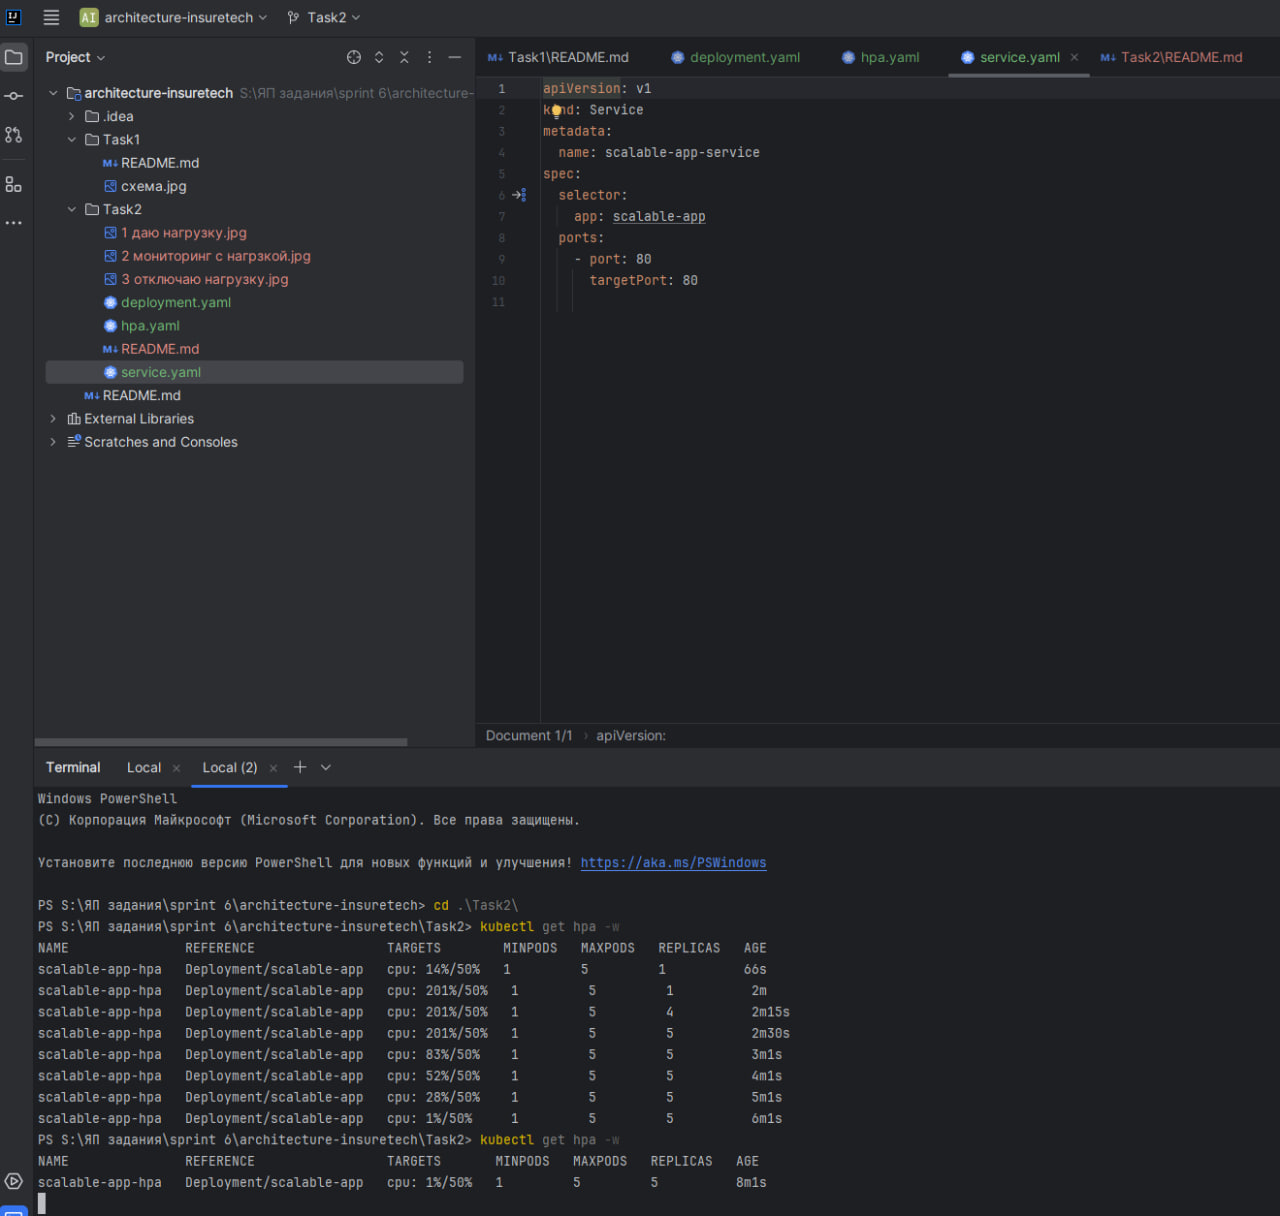 IJ AI architecture-insuretech Task2
Project
architecture-insuretech S:\ЯП задания\sprint 6\architecture-
.idea
Task1
M↓ README.md
схема.jpg
Task2
1 даю нагрузку.jpg
2 мониторинг с нагрзкой.jpg
3 отключаю нагрузку.jpg
deployment.yaml
hpa.yaml
M↓ README.md
service.yaml
M↓ README.md
External Libraries
Scratches and Consoles
M↓ Task1\README.md deployment.yaml hpa.yaml service.yaml M↓ Task2\README.md
1 apiVersion: v1
2 kind: Service
3 metadata:
4 name: scalable-app-service
5 spec:
6 selector:
7 app: scalable-app
8 ports:
9 - port: 80
10 targetPort: 80
11
Document 1/1 › apiVersion:
Terminal Local Local (2)
Windows PowerShell
(C) Корпорация Майкрософт (Microsoft Corporation). Все права защищены.
Установите последнюю версию PowerShell для новых функций и улучшения! https://aka.ms/PSWindows
PS S:\ЯП задания\sprint 6\architecture-insuretech> cd .\Task2\
PS S:\ЯП задания\sprint 6\architecture-insuretech\Task2> kubectl get hpa -w
NAME REFERENCE TARGETS MINPODS MAXPODS REPLICAS AGE
scalable-app-hpa Deployment/scalable-app cpu: 14%/50% 1 5 1 66s
scalable-app-hpa Deployment/scalable-app cpu: 201%/50% 1 5 1 2m
scalable-app-hpa Deployment/scalable-app cpu: 201%/50% 1 5 4 2m15s
scalable-app-hpa Deployment/scalable-app cpu: 201%/50% 1 5 5 2m30s
scalable-app-hpa Deployment/scalable-app cpu: 83%/50% 1 5 5 3m1s
scalable-app-hpa Deployment/scalable-app cpu: 52%/50% 1 5 5 4m1s
scalable-app-hpa Deployment/scalable-app cpu: 28%/50% 1 5 5 5m1s
scalable-app-hpa Deployment/scalable-app cpu: 1%/50% 1 5 5 6m1s
PS S:\ЯП задания\sprint 6\architecture-insuretech\Task2> kubectl get hpa -w
NAME REFERENCE TARGETS MINPODS MAXPODS REPLICAS AGE
scalable-app-hpa Deployment/scalable-app cpu: 1%/50% 1 5 5 8m1s